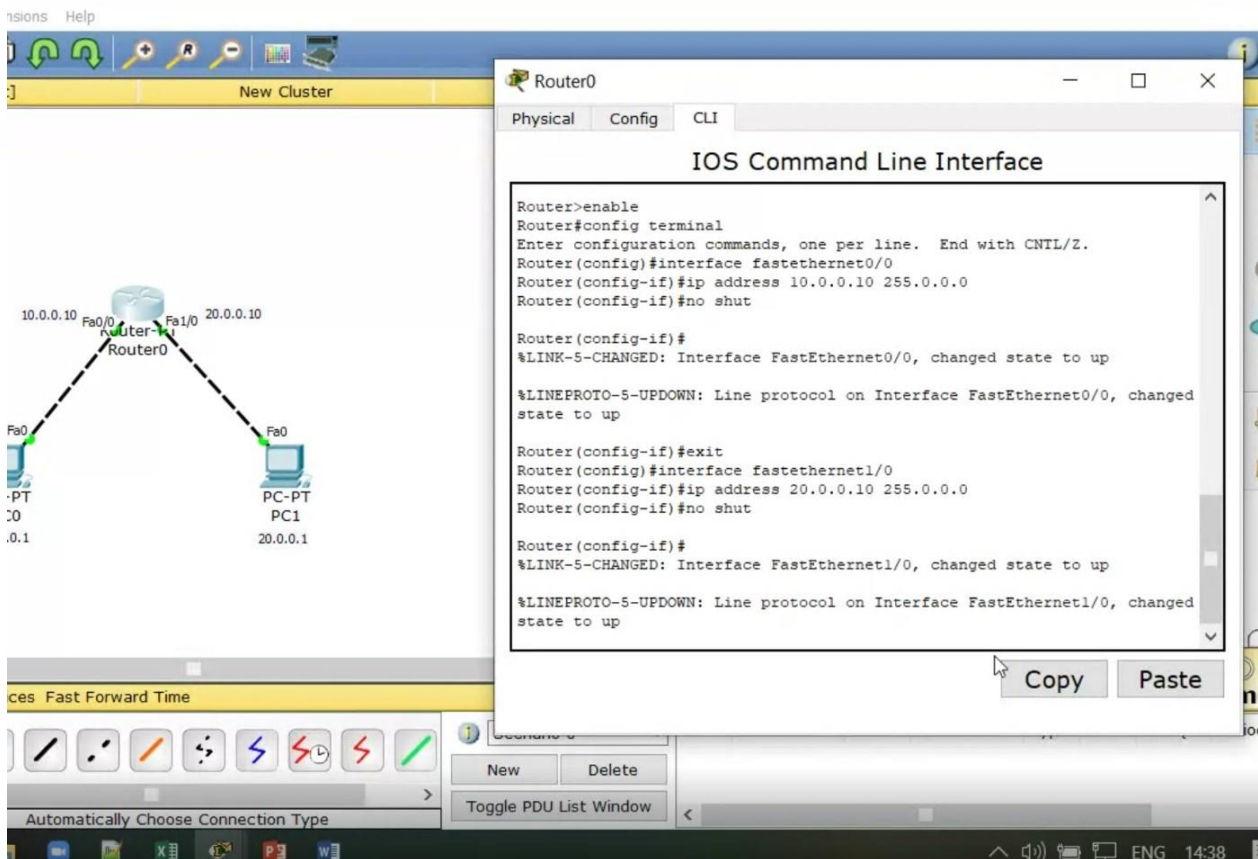 Help
New Cluster
10.0.0.10 Fa0/0
Fa1/0 20.0.0.10
Router0
Fa0
Fa0
PC-PT
PC1
20.0.0.1
Router0
Physical Config CLI
IOS Command Line Interface
Router>enable
Router#config terminal
Enter configuration commands, one per line. End with CNTL/Z.
Router(config)#interface fastethernet0/0
Router(config-if)#ip address 10.0.0.10 255.0.0.0
Router(config-if)#no shut
Router(config-if)#
%LINK-5-CHANGED: Interface FastEthernet0/0, changed state to up
%LINEPROTO-5-UPDOWN: Line protocol on Interface FastEthernet0/0, changed
state to up
Router(config-if)#exit
Router(config)#interface fastethernet1/0
Router(config-if)#ip address 20.0.0.10 255.0.0.0
Router(config-if)#no shut
Router(config-if)#
%LINK-5-CHANGED: Interface FastEthernet1/0, changed state to up
%LINEPROTO-5-UPDOWN: Line protocol on Interface FastEthernet1/0, changed
state to up
Copy Paste
Fast Forward Time
New Delete
Toggle PDU List Window
Automatically Choose Connection Type
ENG 14:38